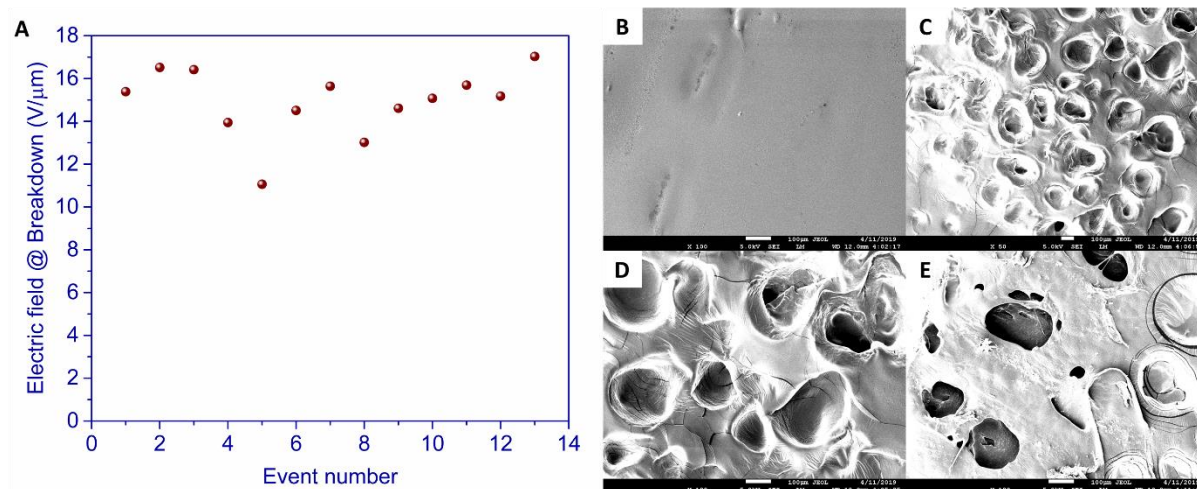 A
Electric field @ Breakdown (V/μm)
18
16
14
12
10
8
6
4
2
0
0 2 4 6 8 10 12 14
Event number
B
X 100 5.0kV SEI LM WD 12.0mm 4:02:17
100μm JEOL 4/11/2019
C
X 50 5.0kV SEI LM WD 12.0mm
100μm JEOL
D
100μm JEOL 4/11/2019
E
100μm JEOL 4/11/2019